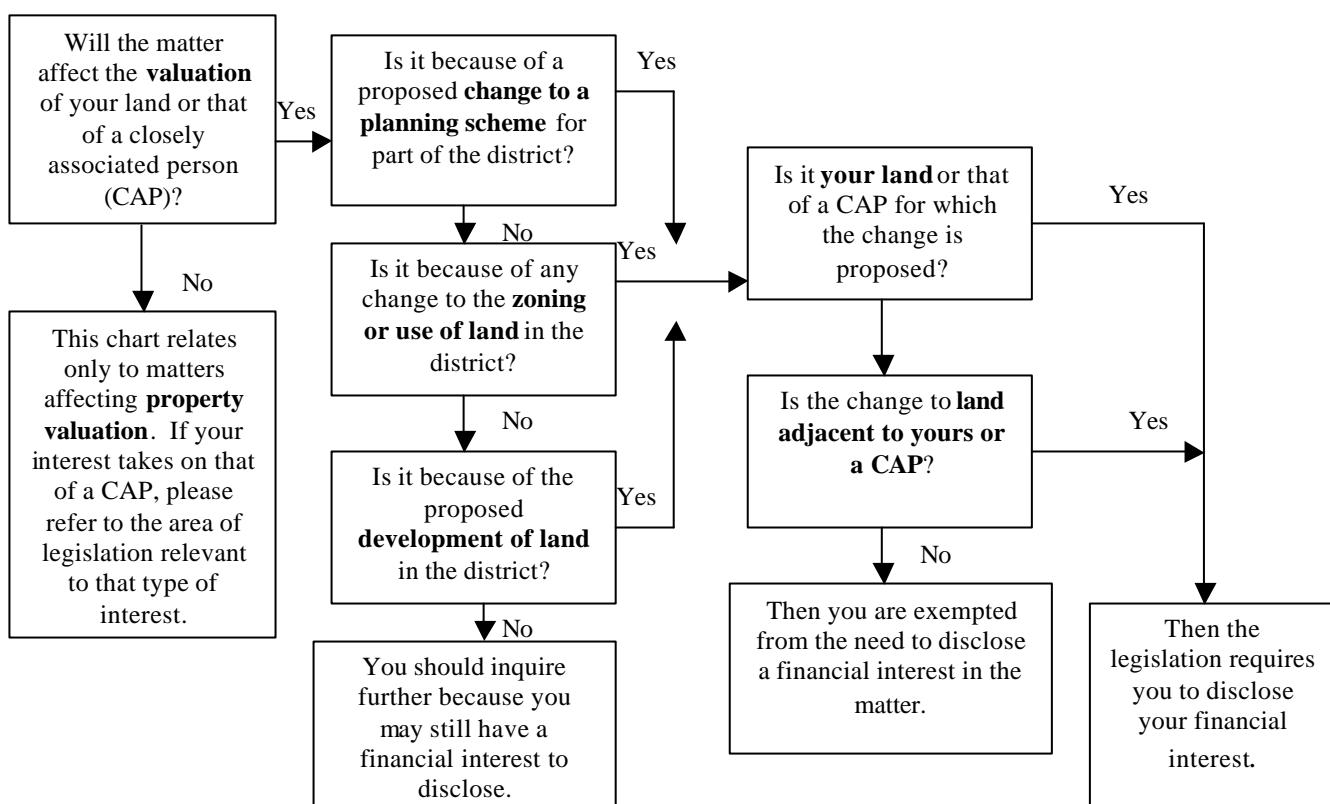 Will the matter
affect the valuation
of your land or that
of a closely
associated person
(CAP)?
Yes
No
This chart relates
only to matters
affecting property
valuation. If your
interest takes on that
of a CAP, please
refer to the area of
legislation relevant
to that type of
interest.
Is it because of a
proposed change to a
planning scheme for
part of the district?
Yes
No
Is it because of any
change to the zoning
or use of land in the
district?
Yes
No
Is it because of the
proposed
development of land
in the district?
Yes
No
You should inquire
further because you
may still have a
financial interest to
disclose.
Is it your land or that
of a CAP for which
the change is
proposed?
Yes
Is the change to land
adjacent to yours or
a CAP?
Yes
No
Then you are exempted
from the need to disclose
a financial interest in the
matter.
Then the
legislation requires
you to disclose
your financial
interest.